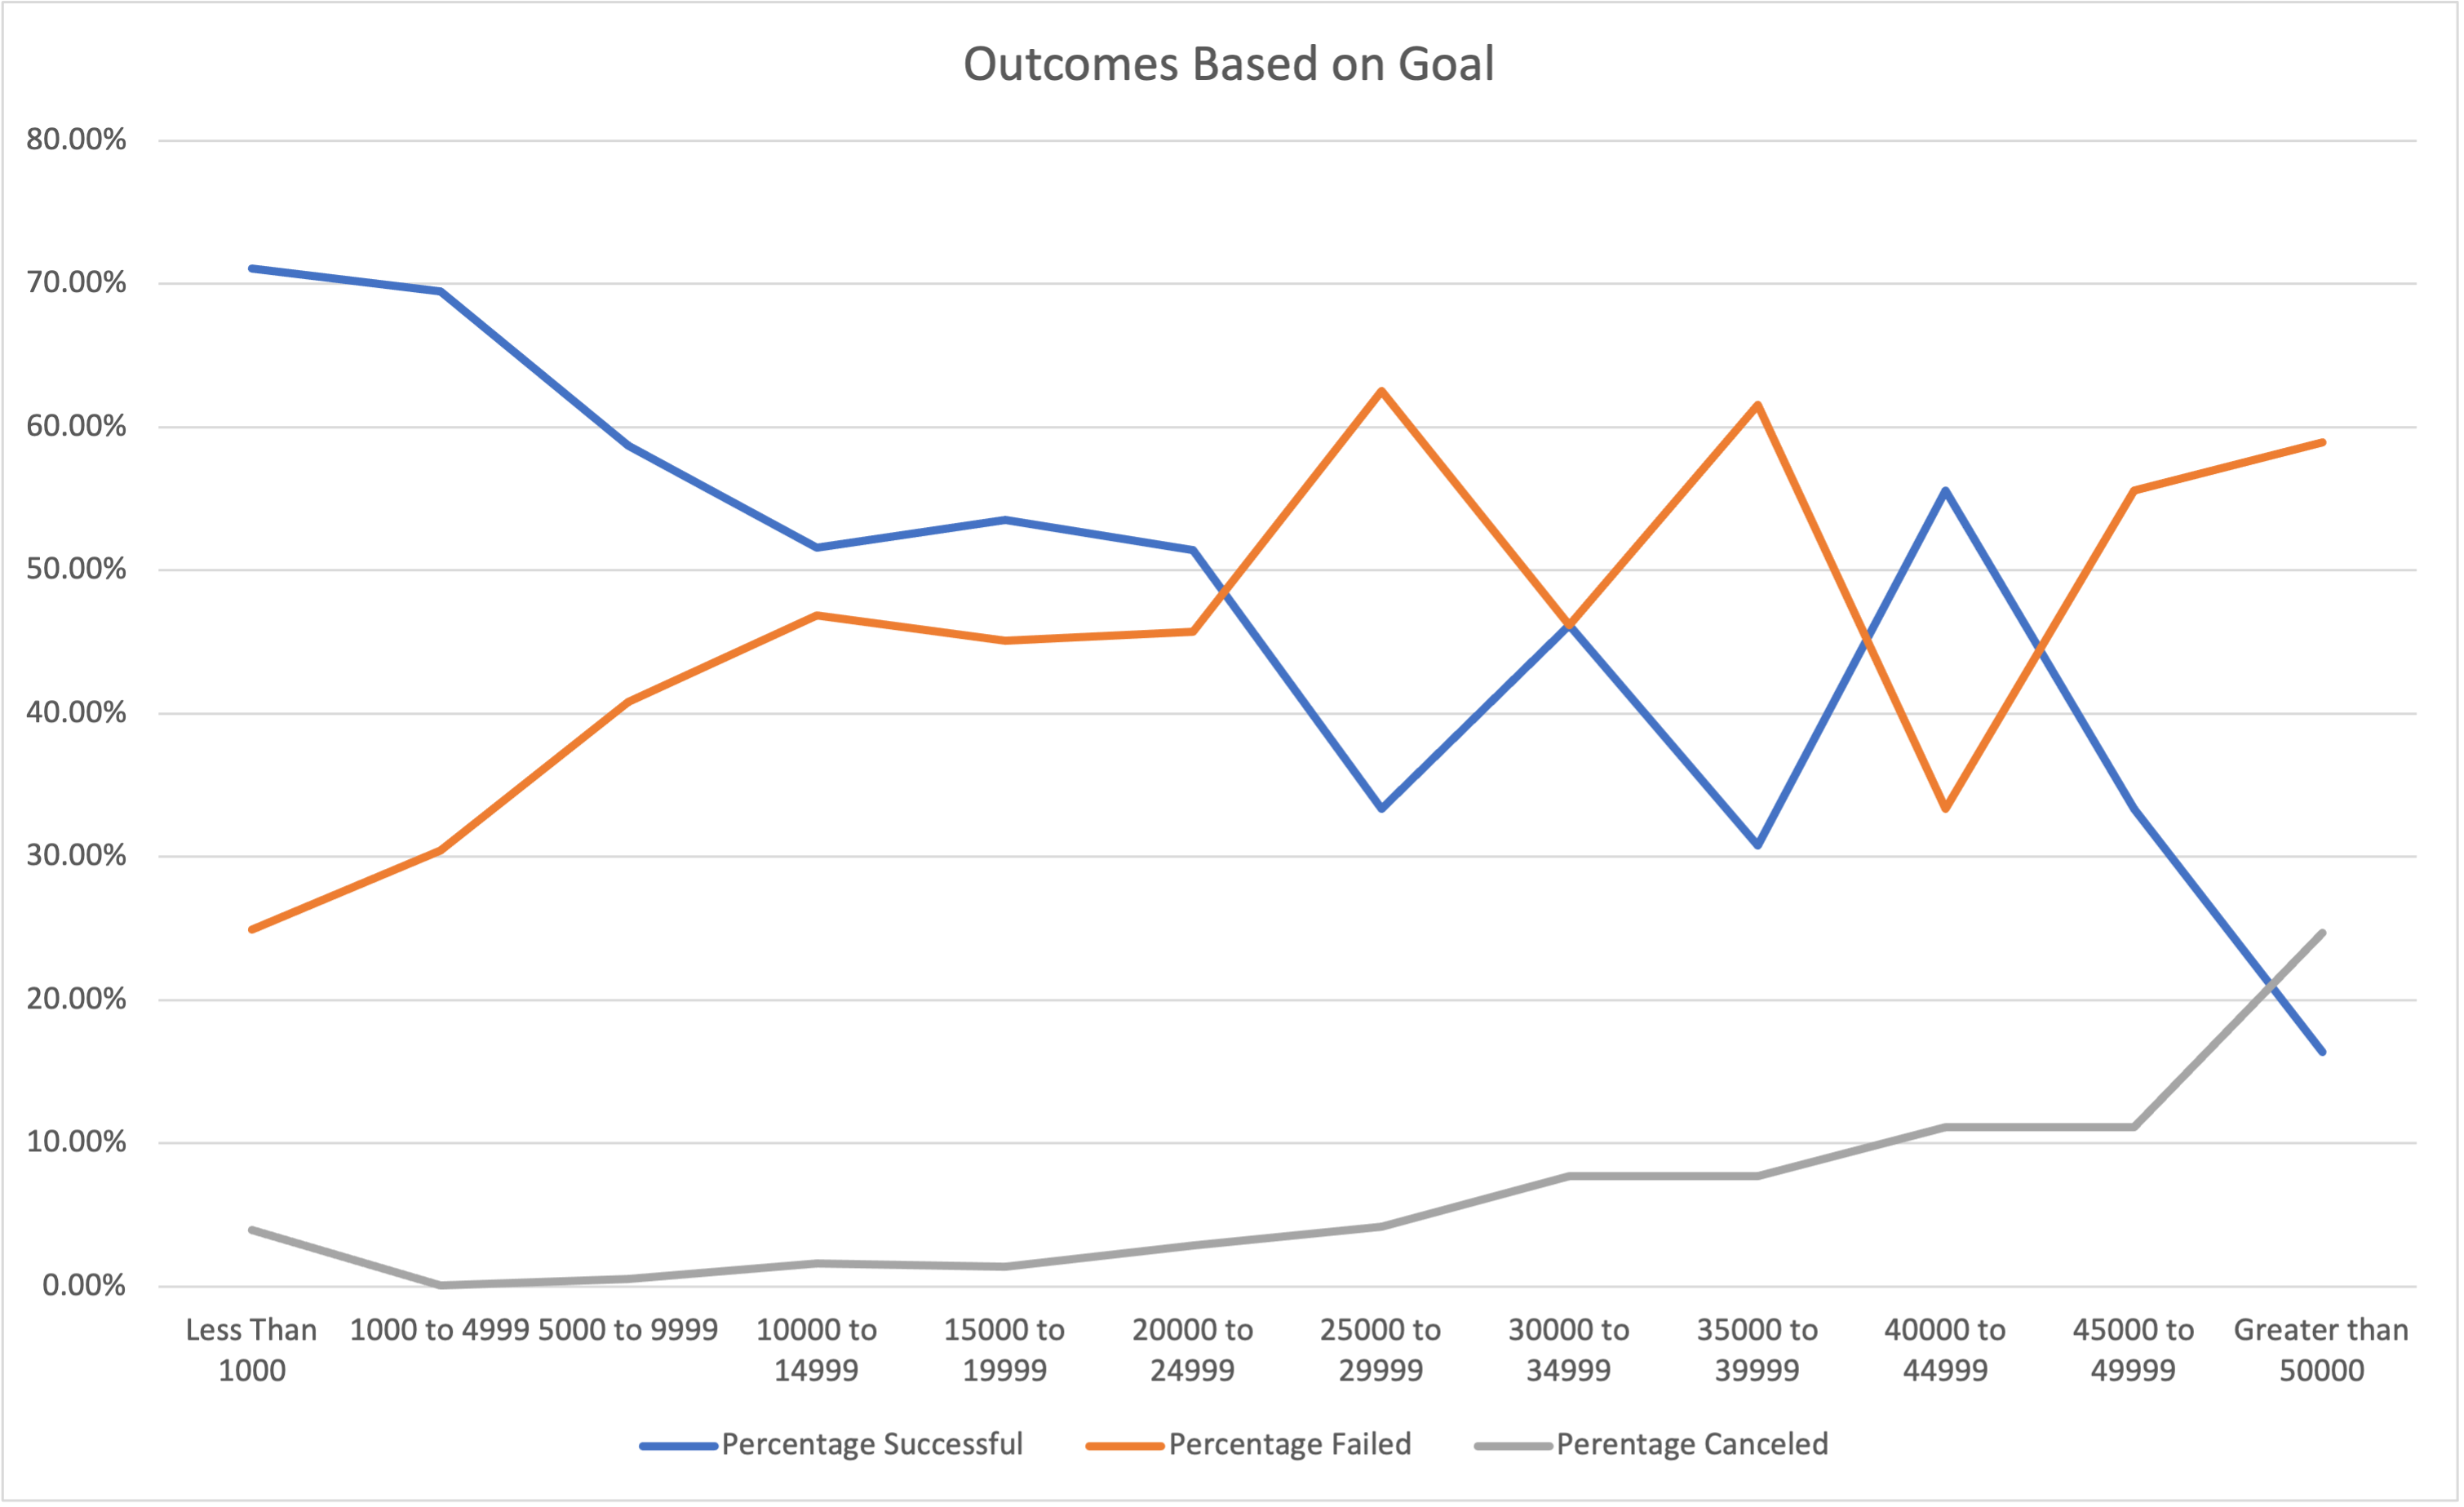 Outcomes Based on Goal
80.00%
70.00%
60.00%
50.00%
40.00%
30.00%
20.00%
10.00%
0.00%
Less Than
1000
1000 to 4999
5000 to 9999
10000 to
14999
15000 to
19999
20000 to
24999
25000 to
29999
30000 to
34999
35000 to
39999
40000 to
44999
45000 to
49999
Greater than
50000
Percentage Successful
Percentage Failed
Perentage Canceled